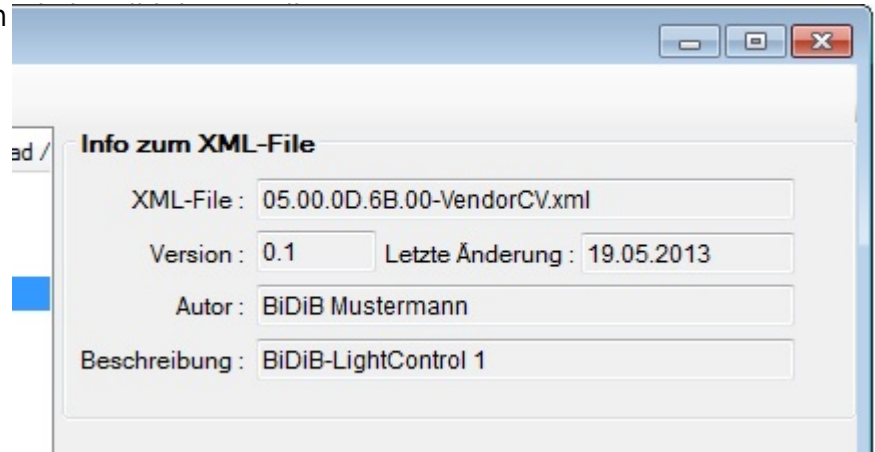 n
ad /
Info zum XML-File
XML-File : 05.00.0D.6B.00-VendorCV.xml
Version : 0.1 Letzte Änderung : 19.05.2013
Autor : BiDiB Mustermann
Beschreibung : BiDiB-LightControl 1